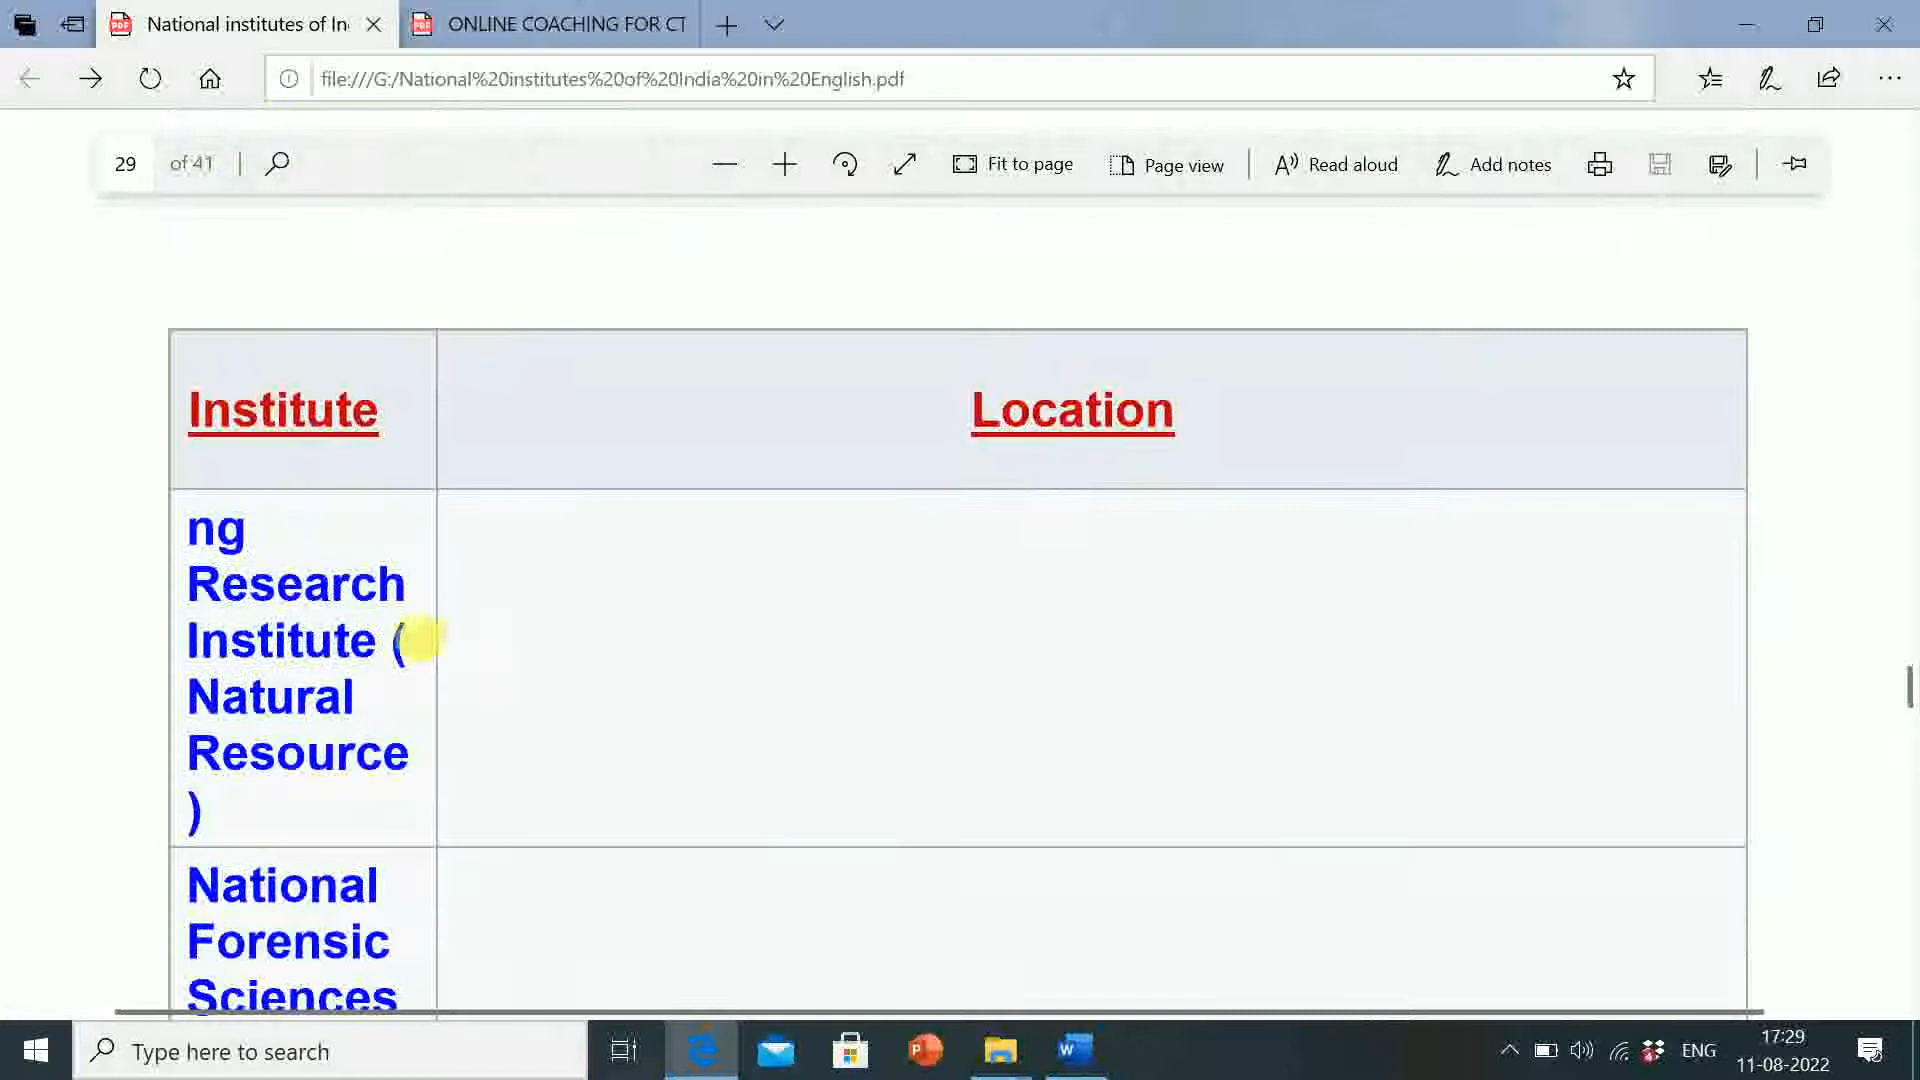 National institutes of In
ONLINE COACHING FOR CT
file:///G:/National%20institutes%20of%20India%20in%20English.pdf
29 of 41
Fit to page
Page view
Read aloud
Add notes
Institute
Location
ng
Research
Institute (
Natural
Resource
)
National
Forensic
Sciences
Type here to search
ENG
17:29
11-08-2022